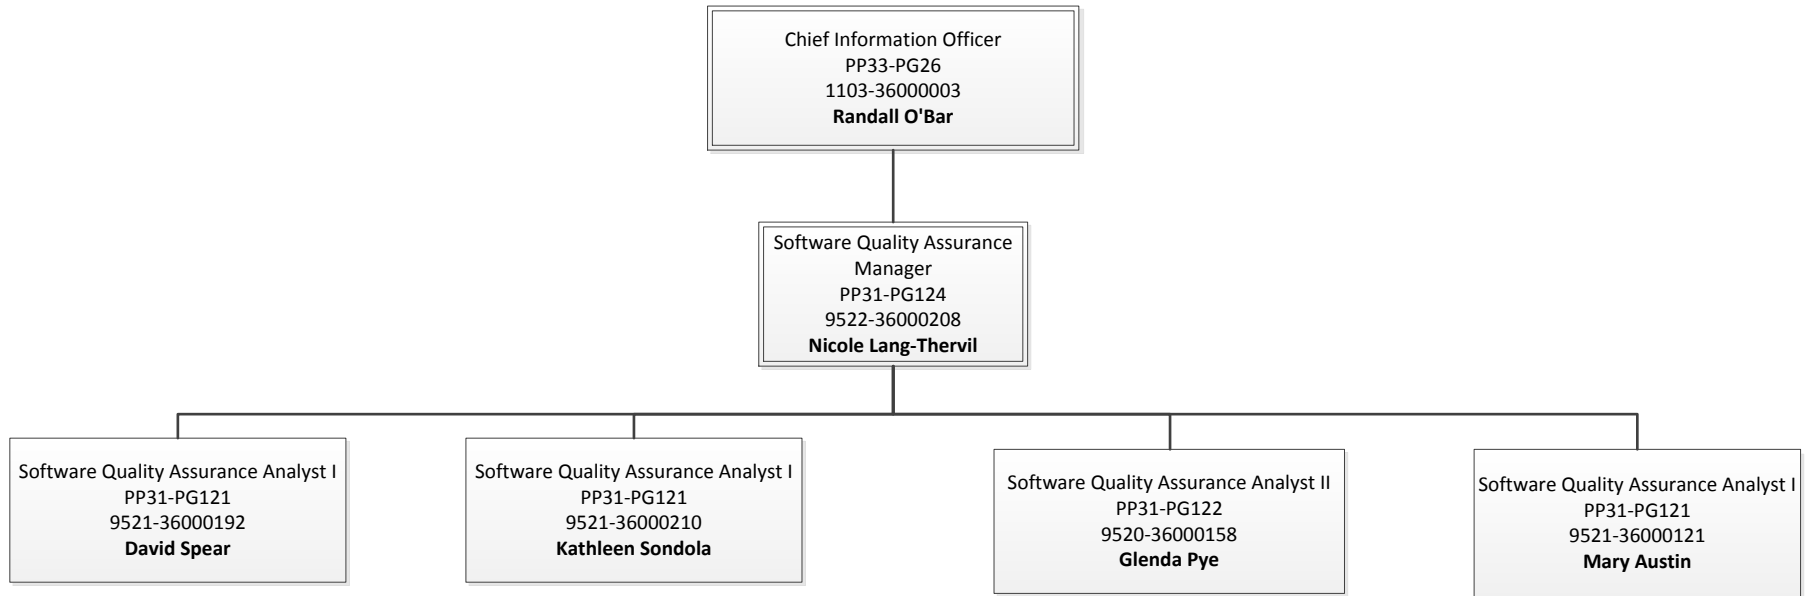 Chief Information Officer
PP33-PG26
1103-36000003
Randall O'Bar
Software Quality Assurance
Manager
PP31-PG124
9522-36000208
Nicole Lang-Thervil
Software Quality Assurance Analyst I
PP31-PG121
9521-36000192
David Spear
Software Quality Assurance Analyst I
PP31-PG121
9521-36000210
Kathleen Sondola
Software Quality Assurance Analyst II
PP31-PG122
9520-36000158
Glenda Pye
Software Quality Assurance Analyst I
PP31-PG121
9521-36000121
Mary Austin